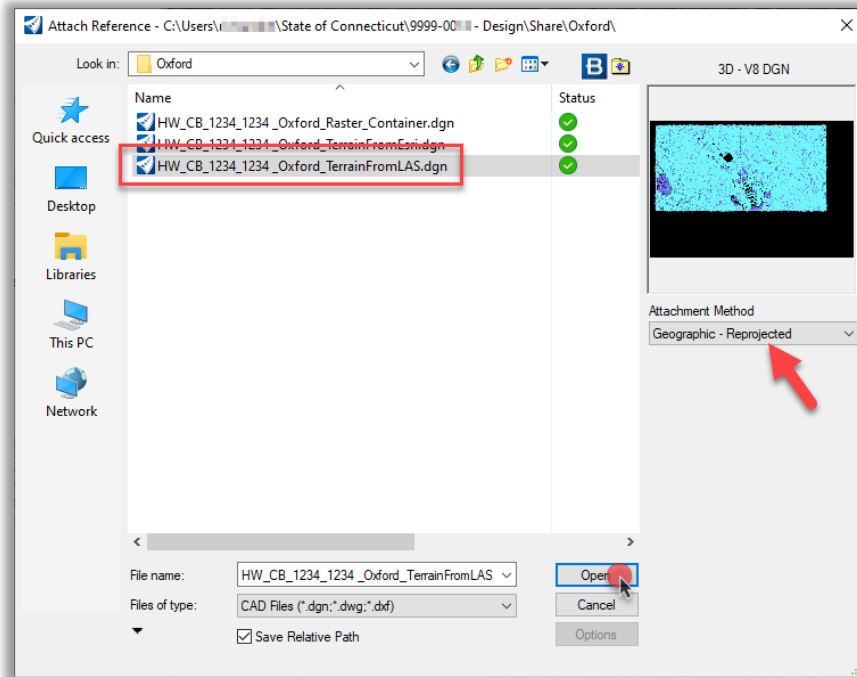 Attach Reference - C:\Users\ \State of Connecticut\9999-00 - Design\Share\Oxford\
Look in: Oxford
3D - V8 DGN
Name Status
Quick access
HW_CB_1234_1234 _Oxford_Raster_Container.dgn
HW_CB_1234_1234 _Oxford_TerrainFromEsri.dgn
HW_CB_1234_1234 _Oxford_TerrainFromLAS.dgn
Desktop
Libraries
This PC
Network
Attachment Method
Geographic - Reprojected
File name: HW_CB_1234_1234 _Oxford_TerrainFromLAS Open
Files of type: CAD Files (*.dgn;*.dwg;*.dxf) Cancel
Save Relative Path Options